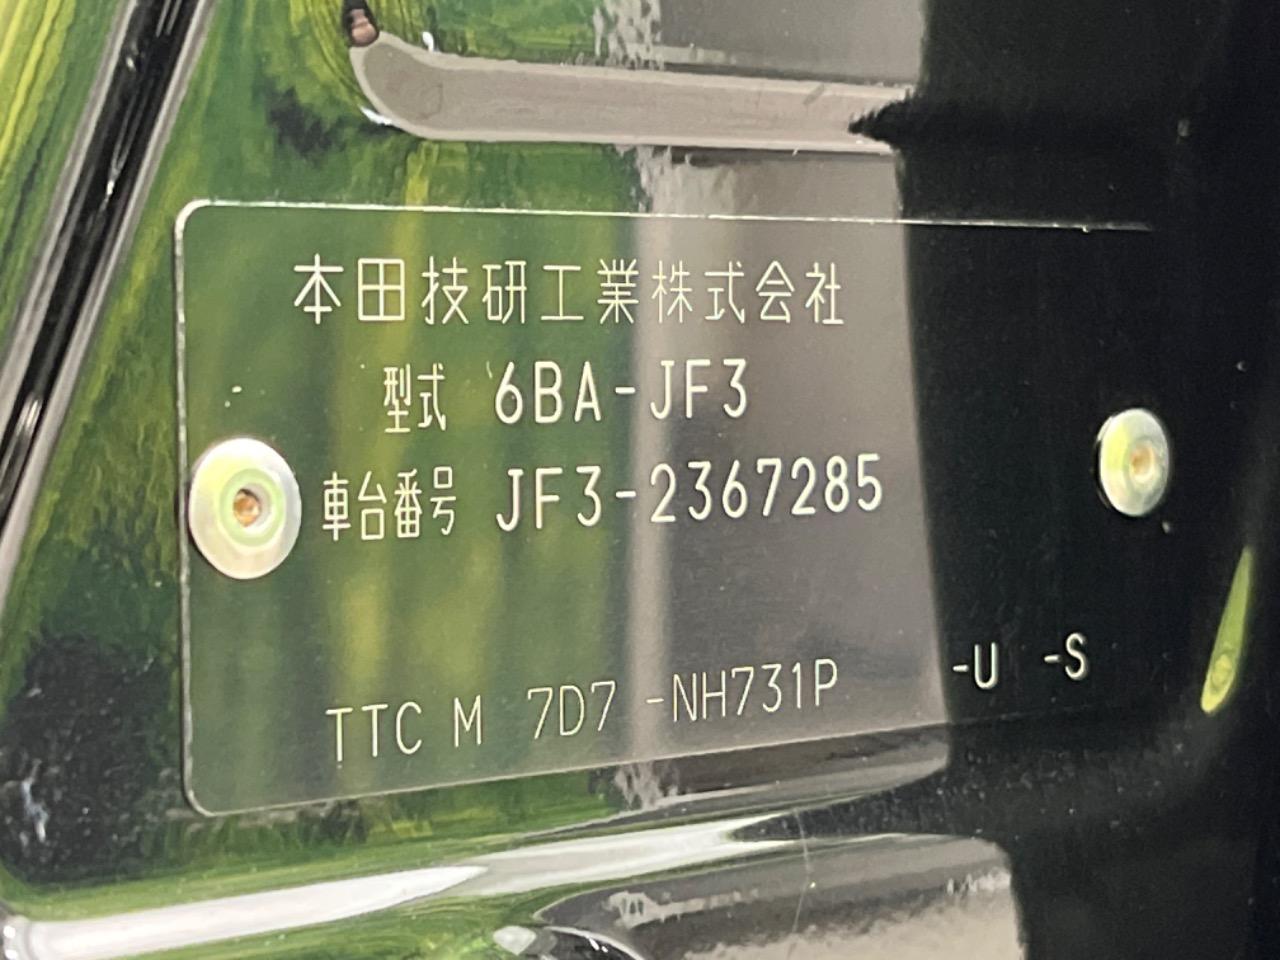 本田技研工業株式会社
型式 6BA-JF3
車台番号 JF3-2367285
TTC M 7D7 -NH731P -U -S